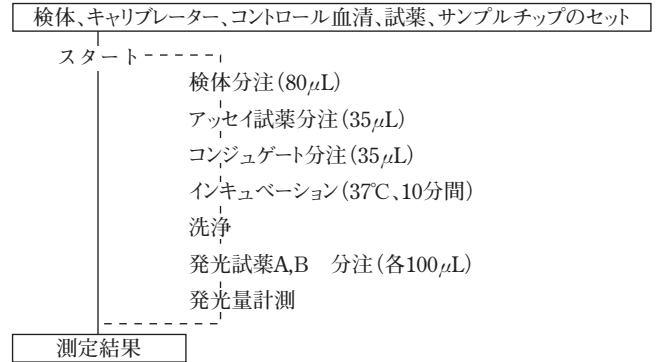 検体、キャリブレーター、コントロール血清、試薬、サンプルチップのセット
スタート
検体分注(80μL)
アッセイ試薬分注(35μL)
コンジュゲート分注(35μL)
インキュベーション(37℃、10分間)
洗浄
発光試薬A,B　分注(各100μL)
発光量計測
測定結果